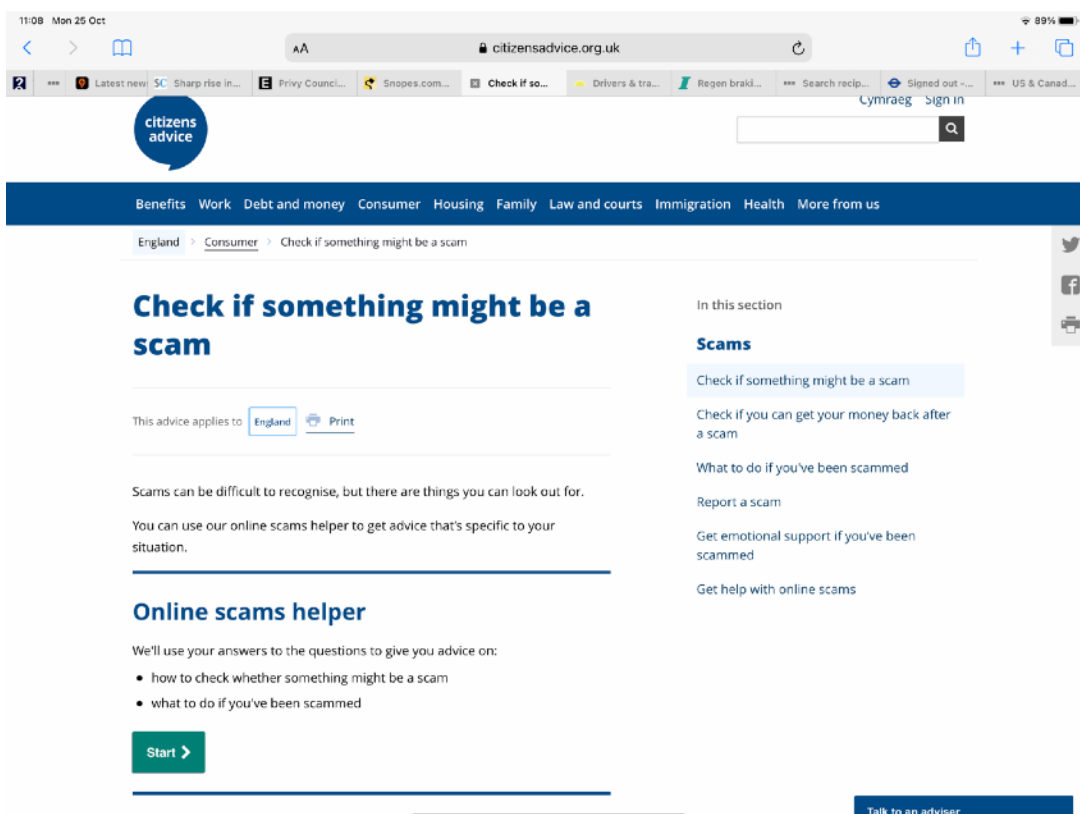 11:08 Mon 25 Oct
89%
AA
citizensadvice.org.uk
Latest new
SC Sharp rise in...
E Privy Counci...
Snopes.com...
Check if so...
Drivers & tra...
Regen braki...
Search recip...
Signed out -...
US & Canad...
Cymraeg Sign in
citizens
advice
Benefits Work Debt and money Consumer Housing Family Law and courts Immigration Health More from us
England > Consumer > Check if something might be a scam
Check if something might be a
scam
This advice applies to England Print
Scams can be difficult to recognise, but there are things you can look out for.
You can use our online scams helper to get advice that's specific to your
situation.
Online scams helper
We'll use your answers to the questions to give you advice on:
• how to check whether something might be a scam
• what to do if you've been scammed
Start
In this section
Scams
Check if something might be a scam
Check if you can get your money back after
a scam
What to do if you've been scammed
Report a scam
Get emotional support if you've been
scammed
Get help with online scams
Talk to an adviser